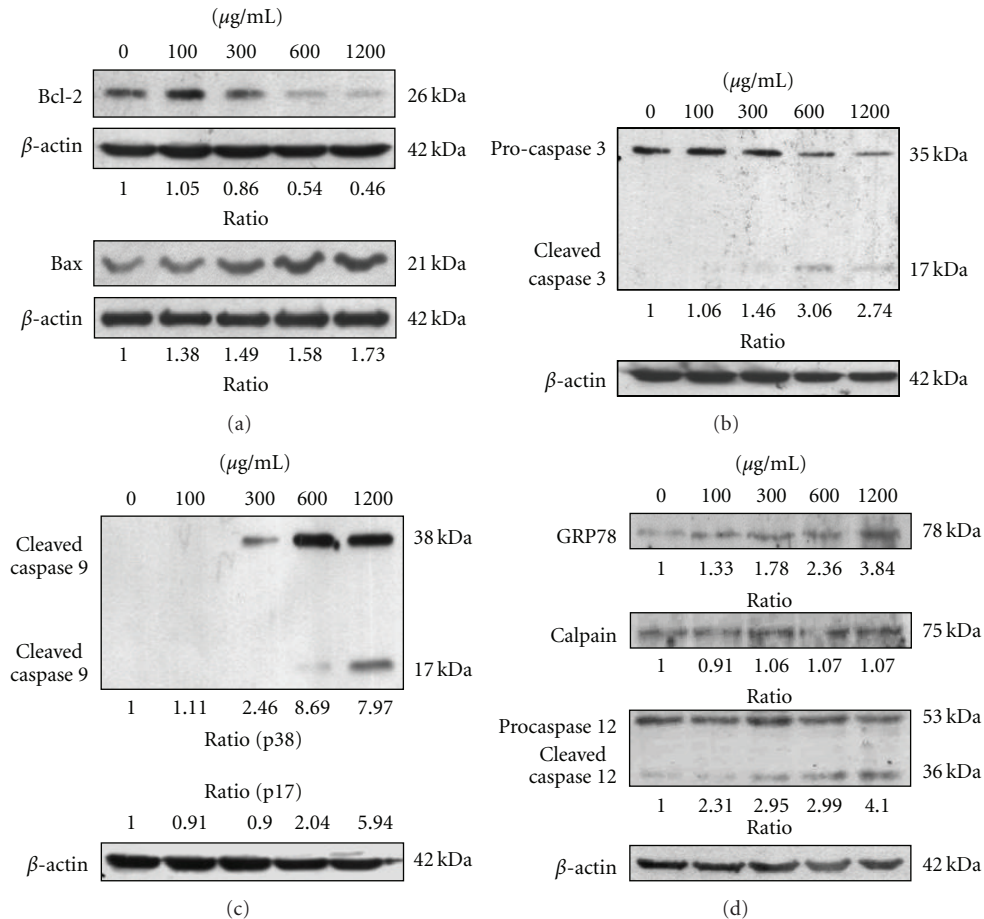 (μg/mL)
0 100 300 600 1200
Bcl-2 26 kDa
β-actin 42 kDa
1 1.05 0.86 0.54 0.46
Ratio
Bax 21 kDa
β-actin 42 kDa
1 1.38 1.49 1.58 1.73
Ratio
(a)
(μg/mL)
0 100 300 600 1200
Pro-caspase 3 35 kDa
Cleaved
caspase 3 17 kDa
1 1.06 1.46 3.06 2.74
Ratio
β-actin 42 kDa
(b)
(μg/mL)
0 100 300 600 1200
Cleaved
caspase 9 38 kDa
Cleaved
caspase 9 17 kDa
1 1.11 2.46 8.69 7.97
Ratio (p38)
Ratio (p17)
1 0.91 0.9 2.04 5.94
β-actin 42 kDa
(c)
(μg/mL)
0 100 300 600 1200
GRP78 78 kDa
1 1.33 1.78 2.36 3.84
Ratio
Calpain 75 kDa
1 0.91 1.06 1.07 1.07
Ratio
Procaspase 12 53 kDa
Cleaved
caspase 12 36 kDa
1 2.31 2.95 2.99 4.1
Ratio
β-actin 42 kDa
(d)